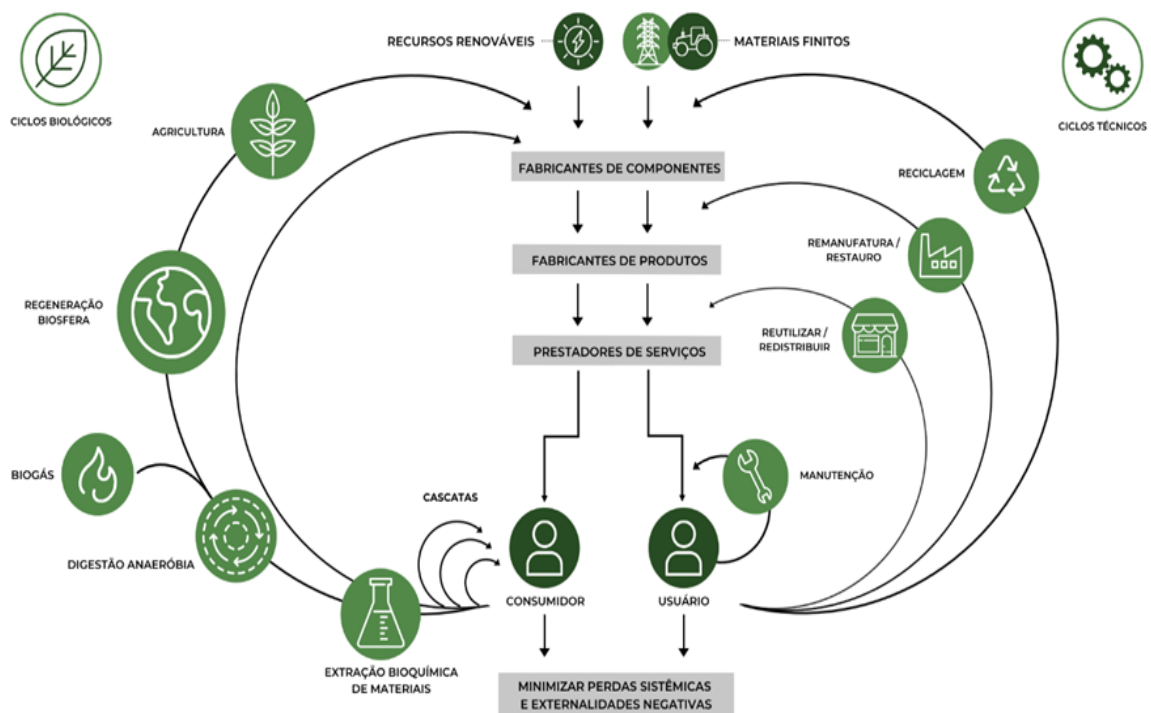 RECURSOS RENOVÁVEIS
MATERIAIS FINITOS
CICLOS BIOLÓGICOS
CICLOS TÉCNICOS
AGRICULTURA
FABRICANTES DE COMPONENTES
RECICLAGEM
REMANUFATURA /
RESTAURO
FABRICANTES DE PRODUTOS
REGENERAÇÃO
BIOSFERA
REUTILIZAR /
REDISTRIBUIR
PRESTADORES DE SERVIÇOS
BIOGÁS
MANUTENÇÃO
CASCATAS
DIGESTÃO ANAERÓBIA
CONSUMIDOR
USUÁRIO
EXTRAÇÃO BIOQUÍMICA
DE MATERIAIS
MINIMIZAR PERDAS SISTÊMICAS
E EXTERNALIDADES NEGATIVAS